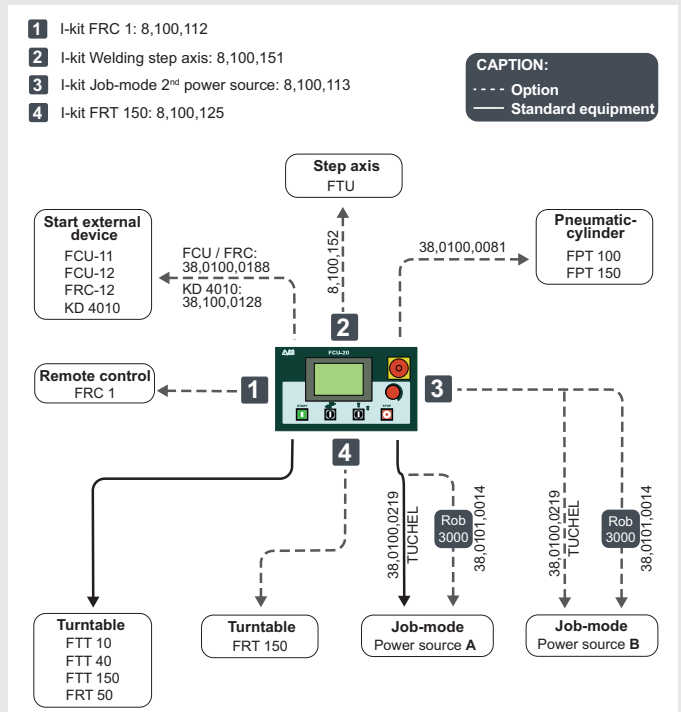 1 I-kit FRC 1: 8,100,112
2 I-kit Welding step axis: 8,100,151
3 I-kit Job-mode 2nd power source: 8,100,113
4 I-kit FRT 150: 8,100,125
CAPTION:
---- Option
Standard equipment
Step axis
FTU
Start external
device
FCU-11
FCU-12
FRC-12
KD 4010
FCU / FRC:
38,0100,0188
KD 4010:
38,100,0128
8,100,152
38,0100,0081
Pneumatic-
cylinder
FPT 100
FPT 150
2
FCU-20
START
STOP
Remote control
FRC 1
1
3
4
38,0100,0219
TUCHEL
Rob
3000
38,0101,0014
38,0100,0219
TUCHEL
Rob
3000
38,0101,0014
Turntable
FTT 10
FTT 40
FTT 150
FRT 50
Turntable
FRT 150
Job-mode
Power source A
Job-mode
Power source B